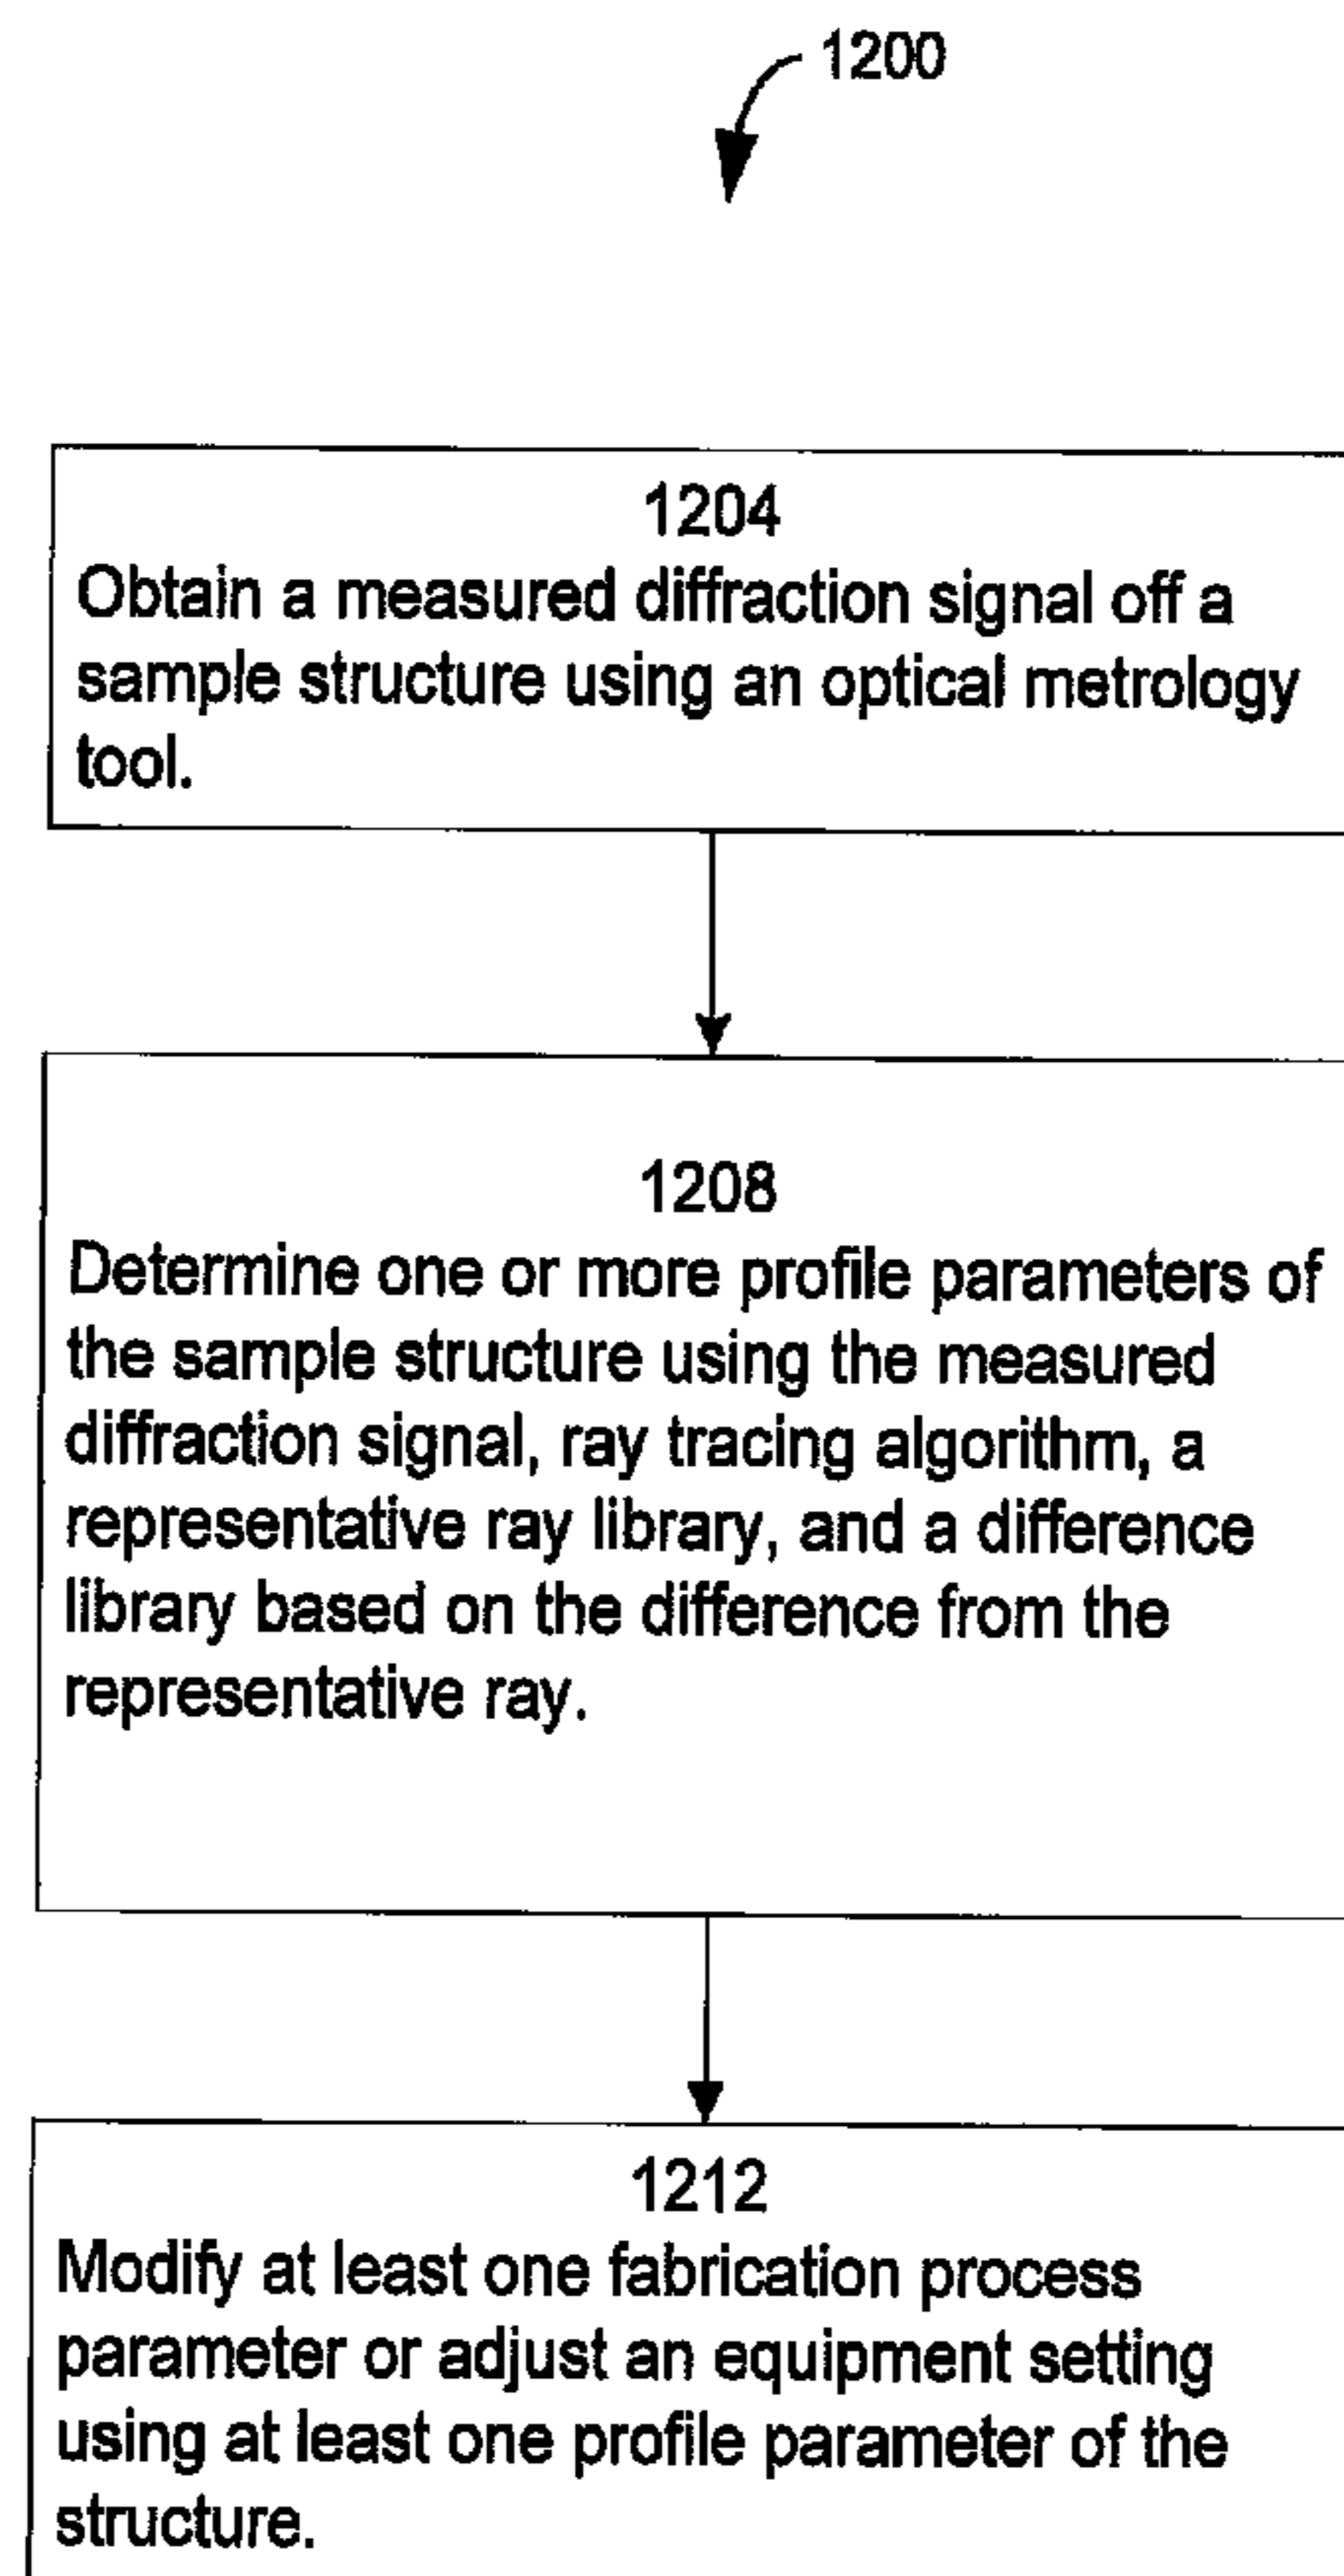 1200
1204
Obtain a measured diffraction signal off a
sample structure using an optical metrology
tool.
1208
Determine one or more profile parameters of
the sample structure using the measured
diffraction signal, ray tracing algorithm, a
representative ray library, and a difference
library based on the difference from the
representative ray.
1212
Modify at least one fabrication process
parameter or adjust an equipment setting
using at least one profile parameter of the
structure.